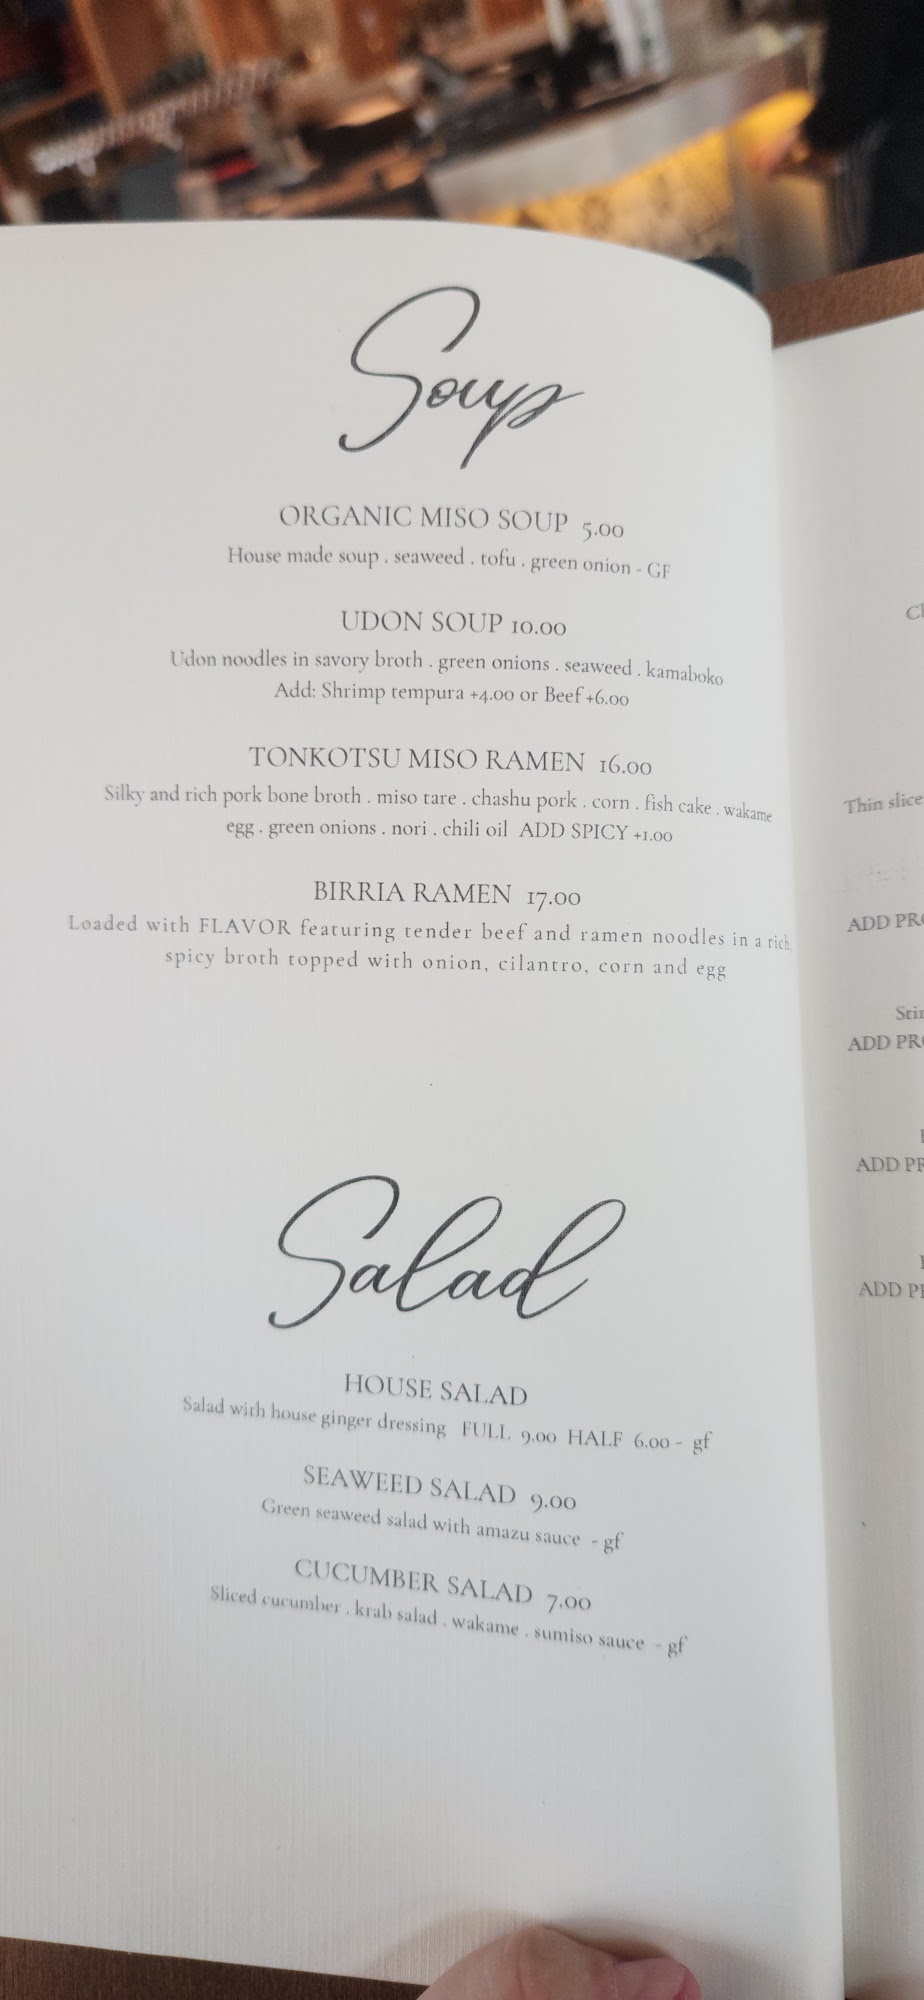 Soup
ORGANIC MISO SOUP 5.00
House made soup . seaweed . tofu . green onion - GF
UDON SOUP 10.00
Udon noodles in savory broth . green onions . seaweed . kamaboko
Add: Shrimp tempura +4.00 or Beef +6.00
TONKOTSU MISO RAMEN 16.00
Silky and rich pork bone broth . miso tare . chashu pork . corn . fish cake . wakame
egg . green onions . nori . chili oil ADD SPICY +1.00
BIRRIA RAMEN 17.00
Loaded with FLAVOR featuring tender beef and ramen noodles in a rich,
spicy broth topped with onion, cilantro, corn and egg
Salad
HOUSE SALAD
Salad with house ginger dressing FULL 9.00 HALF 6.00 - gf
SEAWEED SALAD 9.00
Green seaweed salad with amazu sauce - gf
CUCUMBER SALAD 7.00
Sliced cucumber . krab salad . wakame . sumiso sauce - gf
Thin slice
ADD
ADD
ADD
ADD